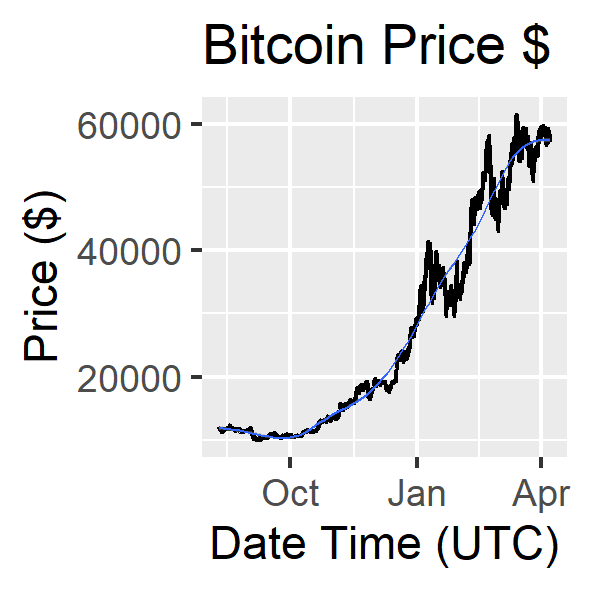 Bitcoin Price $
Price ($)
60000
40000
20000
Oct Jan Apr
Date Time (UTC)